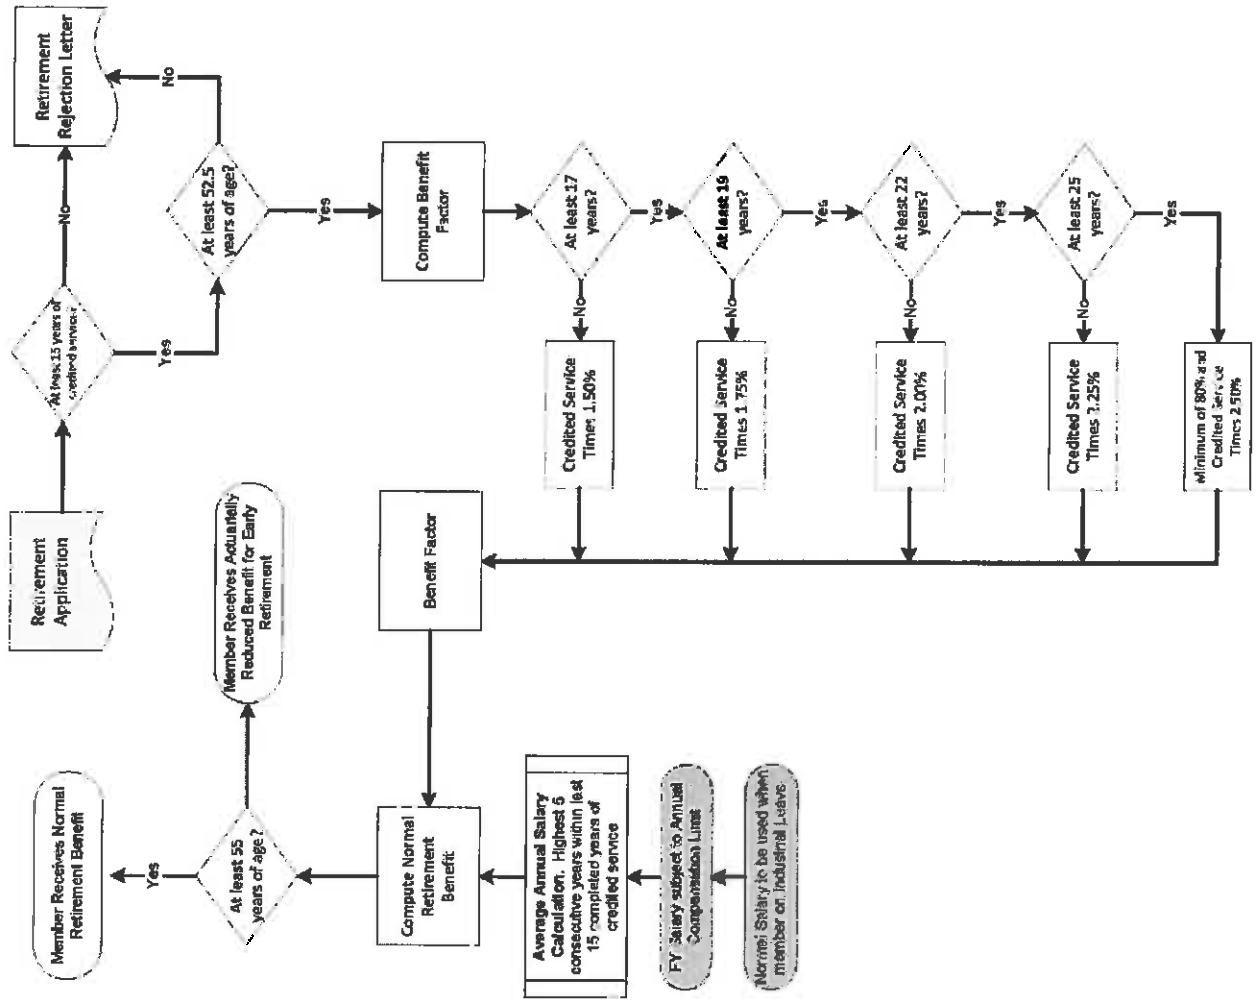 Retirement
Application
At least 15 years of
credited service?
No
Retirement
Rejection Letter
Yes
At least 52.5
years of age?
No
Yes
Compute Benefit
Factor
At least 17
years?
Yes
At least 19
years?
Yes
At least 22
years?
Yes
At least 25
years?
Yes
No
No
No
No
Credited Service
Times 1.50%
Credited Service
Times 1.75%
Credited Service
Times 2.00%
Credited Service
Times 2.25%
Minimum of 80% and
Credited Service
Times 2.50%
Benefit Factor
Member Receives Actuarially
Reduced Benefit for Early
Retirement
Member Receives Normal
Retirement Benefit
Yes
At least 55
years of age?
Compute Normal
Retirement
Benefit
Average Annual Salary
Calculation. Highest 5
consecutive years within last
15 completed years of
credited service
FY Salary subject to Annual
Compensation Limit
Normal Salary to be used when
member on Industrial Leave